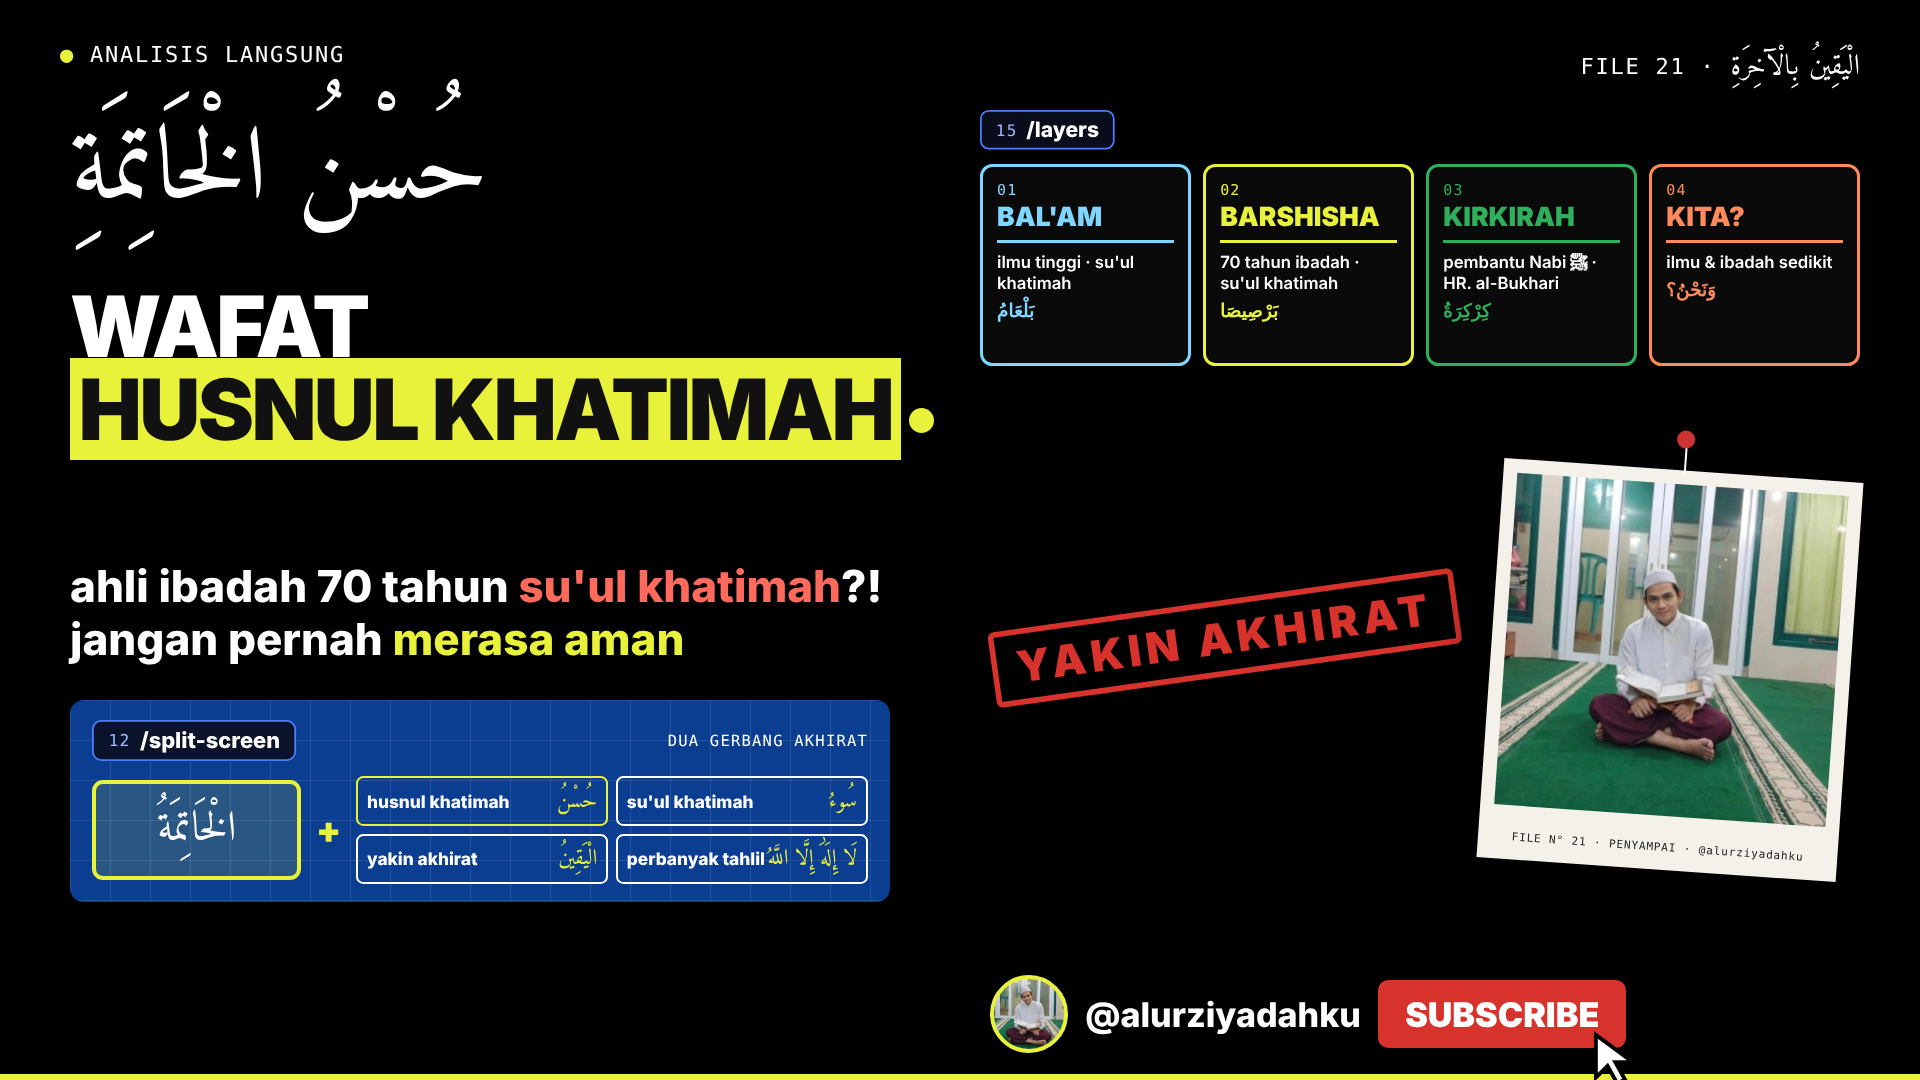 ANALISIS LANGSUNG
حُسْنُ الْخَاتِمَةِ
WAFAT
HUSNUL KHATIMAH.
ahli ibadah 70 tahun su'ul khatimah?!
jangan pernah merasa aman
12 /split-screen
DUA GERBANG AKHIRAT
الْخَاتِمَةُ
+
husnul khatimah حُسْنُ
su'ul khatimah سُوءُ
yakin akhirat الْيَقِينُ
perbanyak tahlil لَا إِلَهَ إِلَّا اللَّهُ
FILE 21 · الْيَقِينُ بِالْآخِرَةِ
15 /layers
01
BAL'AM
ilmu tinggi · su'ul
khatimah
بَلْعَامُ
02
BARSHISHA
70 tahun ibadah ·
su'ul khatimah
بَرْصِيصَا
03
KIRKIRAH
pembantu Nabi ﷺ ·
HR. al-Bukhari
كِرْكِرَةُ
04
KITA?
ilmu & ibadah sedikit
وَنَحْنُ؟
YAKIN AKHIRAT
FILE N° 21 · PENYAMPAI · @alurziyadahku
@alurziyadahku
SUBSCRIBE